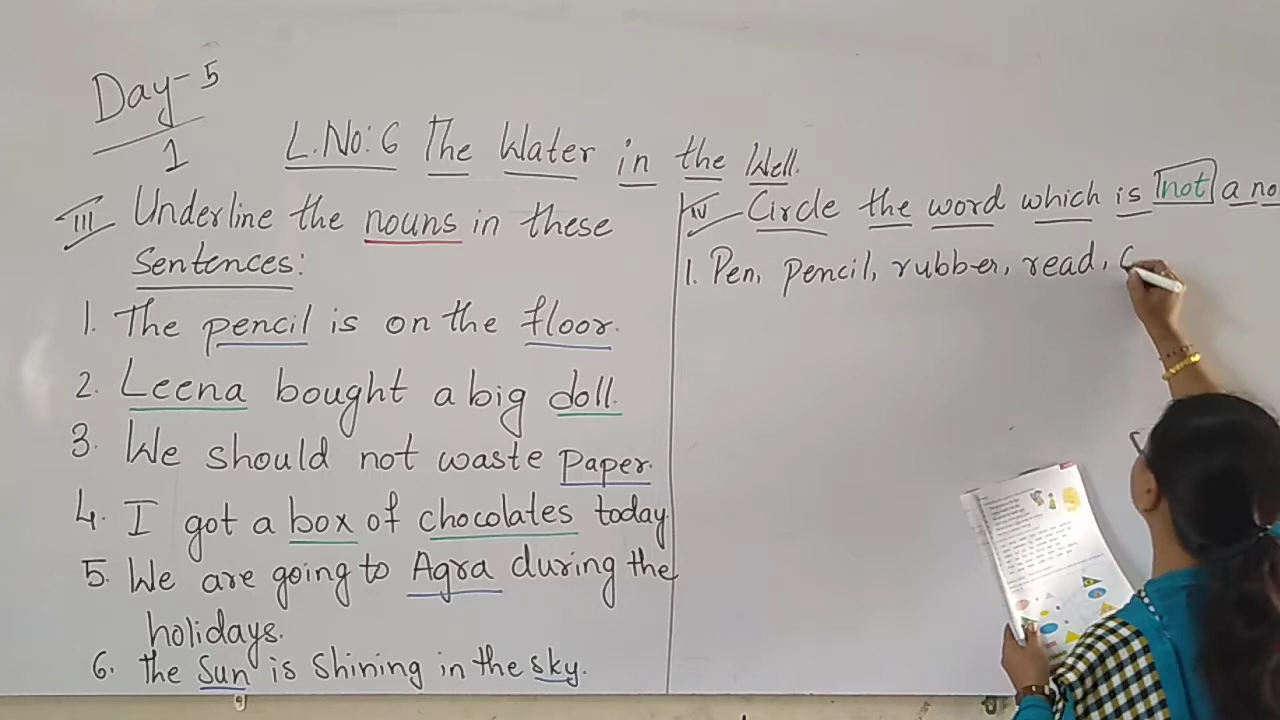 Day-5
1
L.No:6 The Water in the Well.
III Underline the nouns in these
Sentences:
1. The pencil is on the floor.
2. Leena bought a big doll.
3. We should not waste paper.
4. I got a box of chocolates today
5. We are going to Agra during the
holidays.
6. the Sun is shining in the sky.
IV Circle the word which is not a no
1. Pen, pencil, rubber, read,